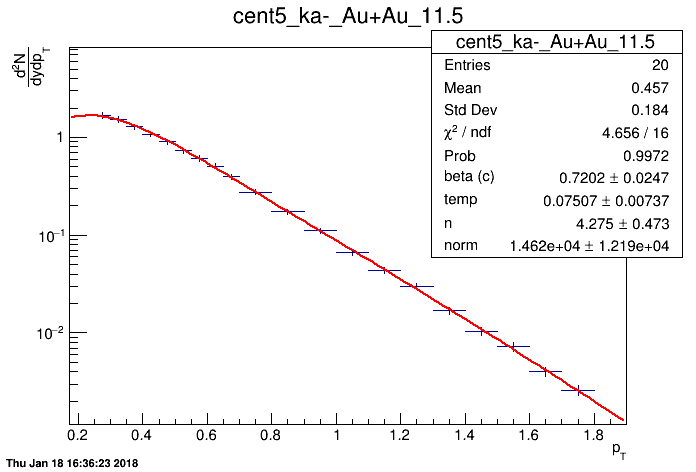 cent5_ka-_Au+Au_11.5
cent5_ka-_Au+Au_11.5
Entries 20
Mean 0.457
Std Dev 0.184
χ² / ndf 4.656 / 16
Prob 0.9972
beta (c) 0.7202 ± 0.0247
temp 0.07507 ± 0.00737
n 4.275 ± 0.473
norm 1.462e+04 ± 1.219e+04
d²N
dydp_T
1
10⁻¹
10⁻²
0.2 0.4 0.6 0.8 1 1.2 1.4 1.6 1.8
p_T
Thu Jan 18 16:36:23 2018